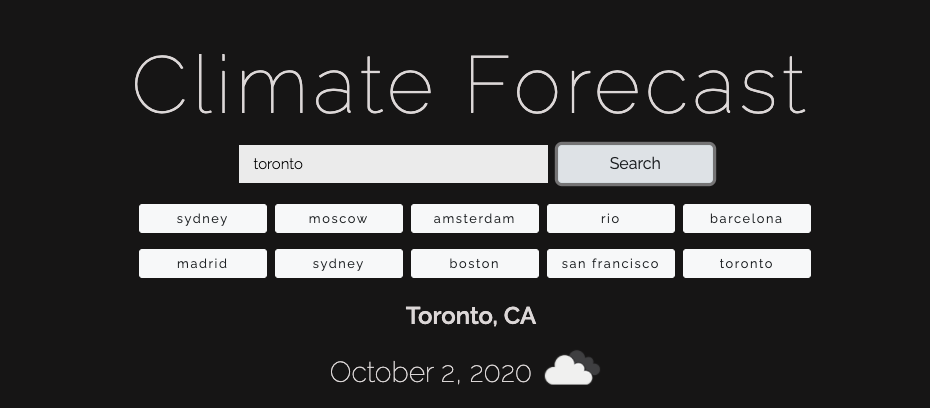 Climate Forecast
toronto Search
sydney moscow amsterdam rio barcelona
madrid sydney boston san francisco toronto
Toronto, CA
October 2, 2020